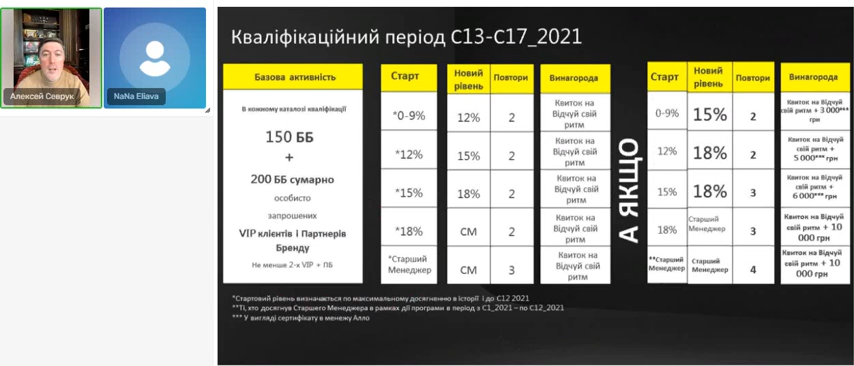 Алексей Севрук
NaNa Eliava
Кваліфікаційний період С13-С17_2021
Базова активність
В кожному каталозі кваліфікації
150 ББ
+
200 ББ сумарно
особисто
запрошених
VIP клієнтів і Партнерів
Бренду
Не менше 2-х VIP + ПБ
Старт
Новий
рівень
Повтори
Винагорода
*0-9%
12%
2
Квиток на
Відчуй свій
ритм
*12%
15%
2
Квиток на
Відчуй свій
ритм
*15%
18%
2
Квиток на
Відчуй свій
ритм
*18%
СМ
2
Квиток на
Відчуй свій
ритм
*Старший
Менеджер
СМ
3
Квиток на
Відчуй свій
ритм
А ЯКЩО
Старт
Новий
рівень
Повтори
Винагорода
0-9%
15%
2
Квиток на Відчуй
свій ритм + 3 000***
грн
12%
18%
2
Квиток на Відчуй
свій ритм +
5 000*** грн
15%
18%
3
Квиток на Відчуй
свій ритм +
6 000*** грн
18%
Старший
Менеджер
3
Квиток на Відчуй
свій ритм + 10
000 грн
**Старший
Менеджер
Старший
Менеджер
4
Квиток на Відчуй
свій ритм + 10
000 грн
*Стартовий рівень визначається по максимальному досягненню в історії і до С12 2021
**Ті, хто досягнув Старшого Менеджера в рамках дії програми в період з С1_2021 – по С12_2021
*** У вигляді сертифікату в менежу Алло